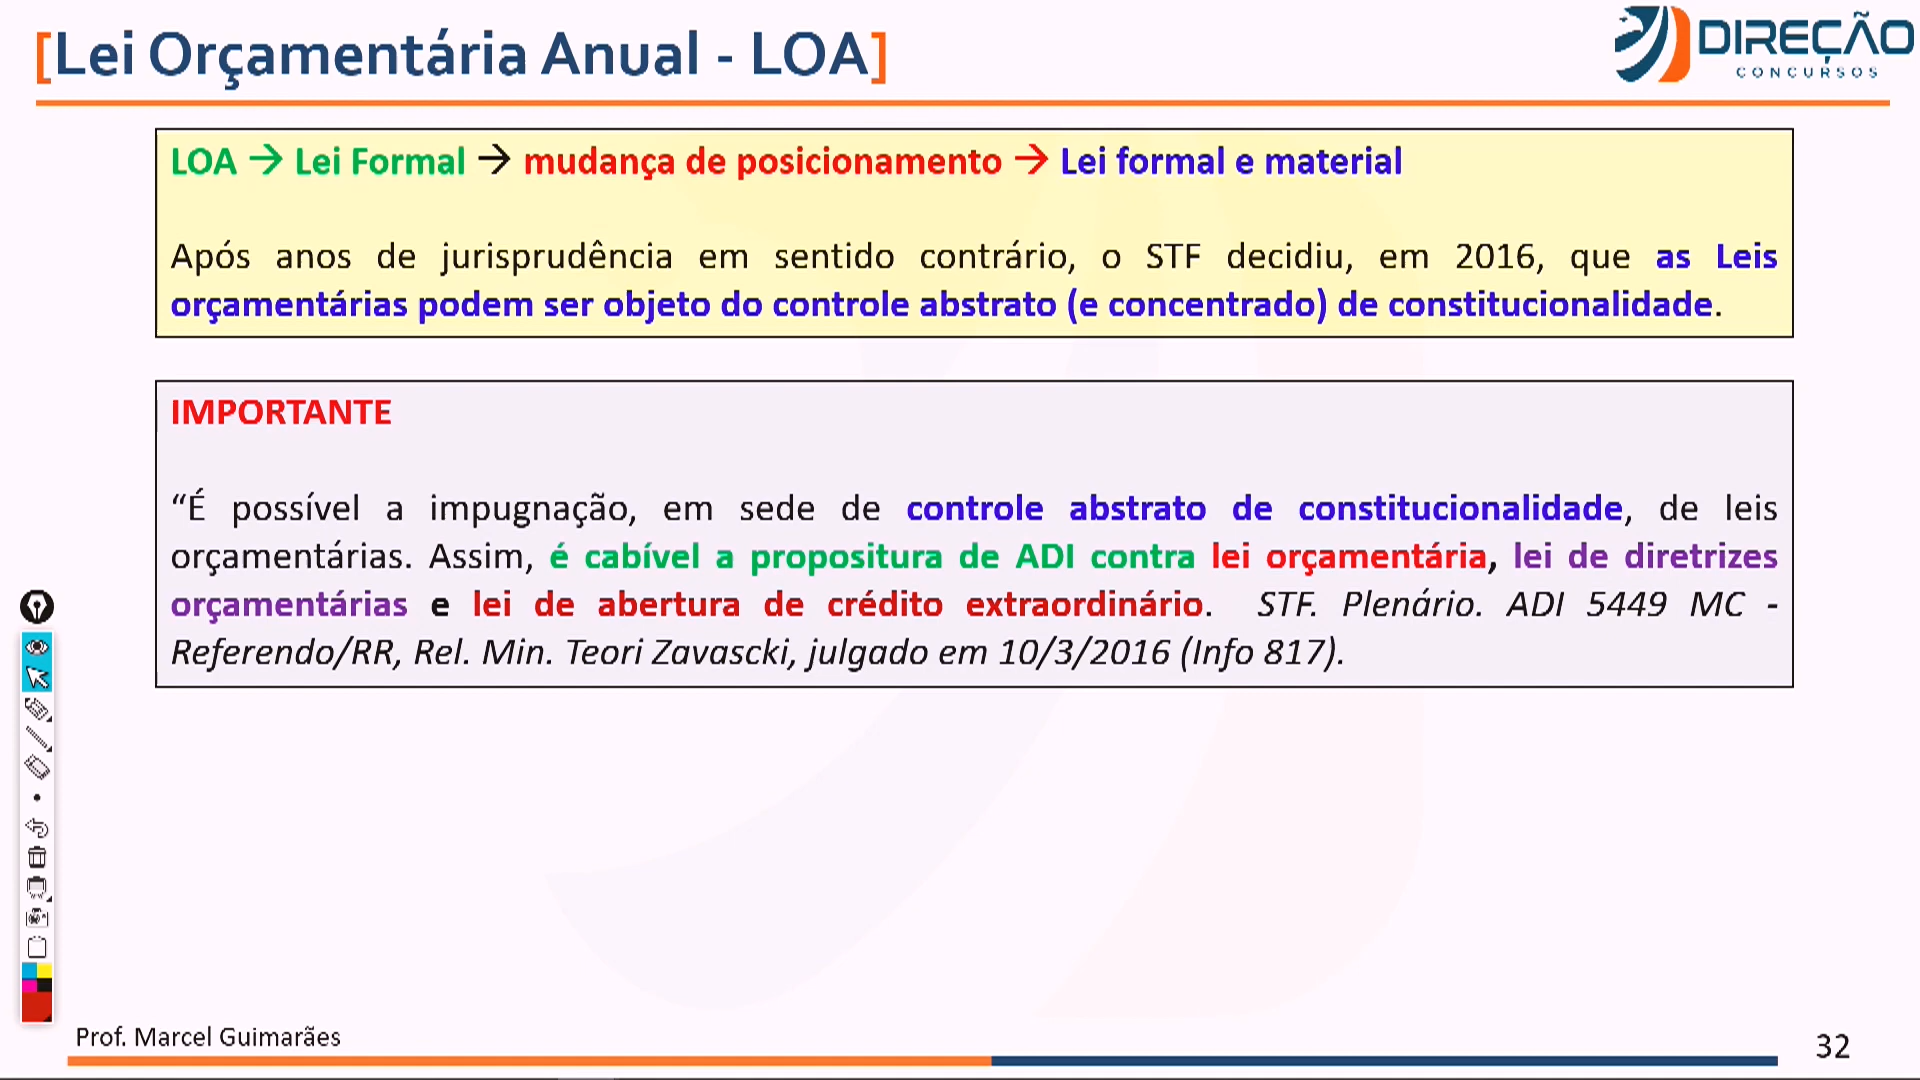 [Lei Orçamentária Anual - LOA]
DIREÇÃO
CONCURSOS
LOA → Lei Formal → mudança de posicionamento → Lei formal e material
Após anos de jurisprudência em sentido contrário, o STF decidiu, em 2016, que as Leis
orçamentárias podem ser objeto do controle abstrato (e concentrado) de constitucionalidade.
IMPORTANTE
“É possível a impugnação, em sede de controle abstrato de constitucionalidade, de leis
orçamentárias. Assim, é cabível a propositura de ADI contra lei orçamentária, lei de diretrizes
orçamentárias e lei de abertura de crédito extraordinário. STF. Plenário. ADI 5449 MC -
Referendo/RR, Rel. Min. Teori Zavascki, julgado em 10/3/2016 (Info 817).
Prof. Marcel Guimarães
32